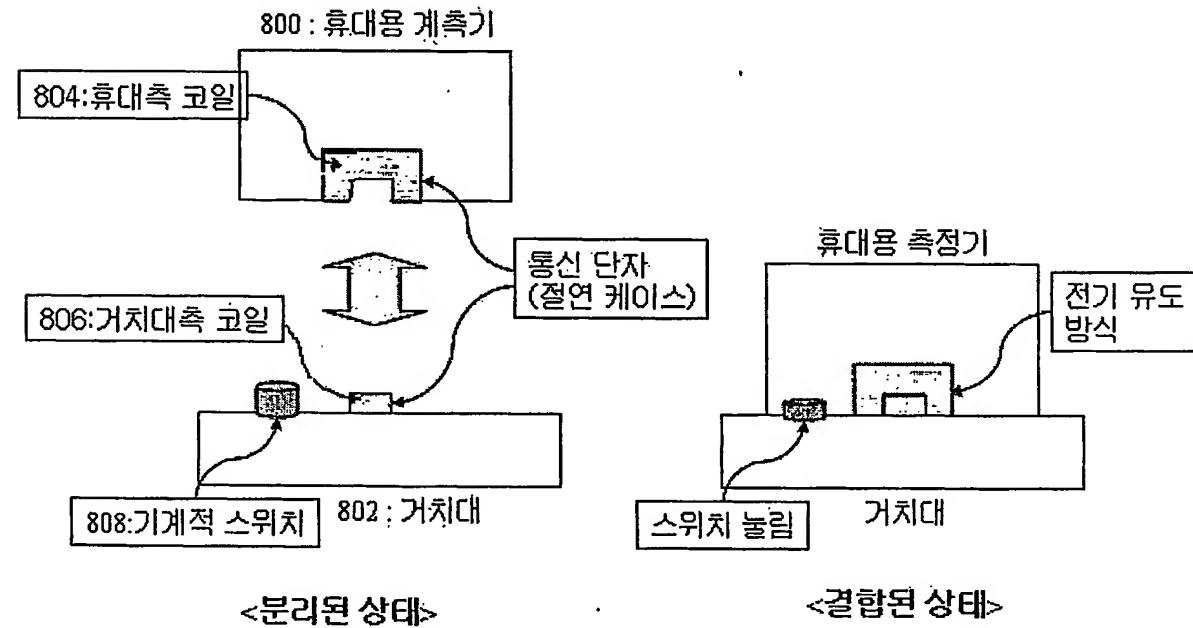 800 : 휴대용 계측기
804:휴대측 코일
통신 단자
(절연 케이스)
806:거치대측 코일
808:기계적 스위치
802 : 거치대
<분리된 상태>
휴대용 측정기
전기 유도
방식
스위치 눌림
거치대
<결합된 상태>